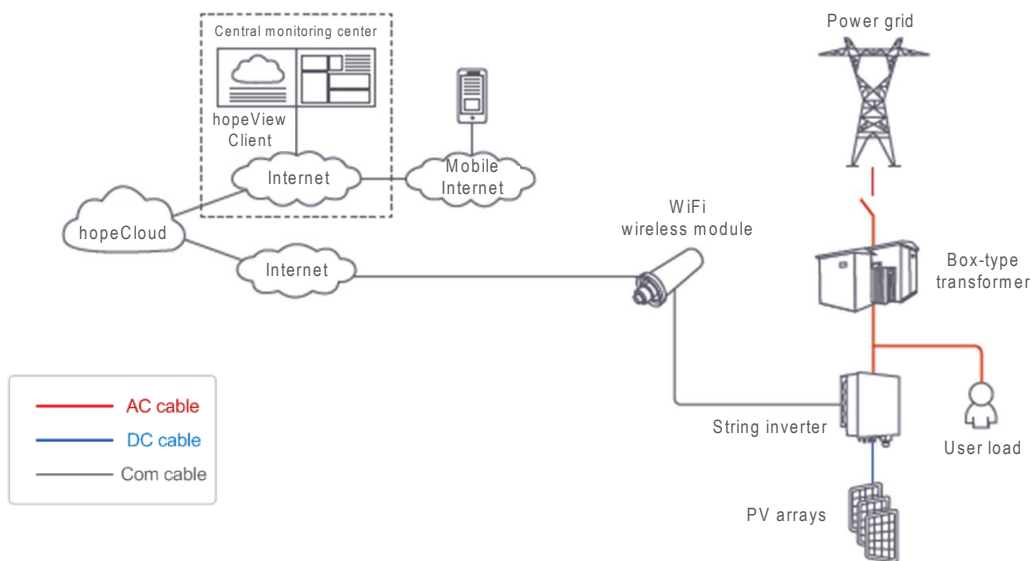 Central monitoring center
hopeView
Client
Internet
Mobile
Internet
hopeCloud
Internet
WiFi
wireless module
Power grid
Box-type
transformer
String inverter
User load
PV arrays
AC cable
DC cable
Com cable